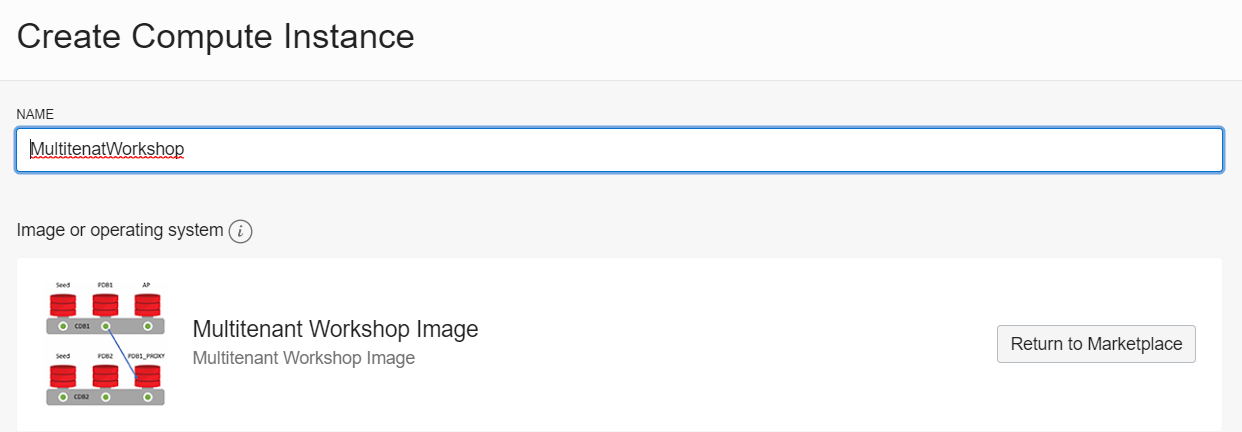 Create Compute Instance
NAME
MultitenatWorkshop
Image or operating system i
Seed PDB1 AP
CDB1
Seed PDB2 PDB1_PROXY
CDB2
Multitenant Workshop Image
Multitenant Workshop Image
Return to Marketplace